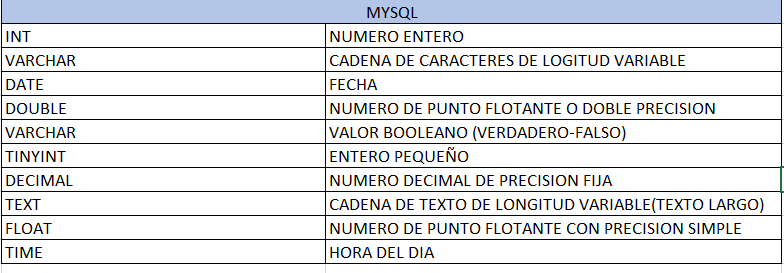 MYSQL
INT NUMERO ENTERO
VARCHAR CADENA DE CARACTERES DE LOGITUD VARIABLE
DATE FECHA
DOUBLE NUMERO DE PUNTO FLOTANTE O DOBLE PRECISION
VARCHAR VALOR BOOLEANO (VERDADERO-FALSO)
TINYINT ENTERO PEQUEÑO
DECIMAL NUMERO DECIMAL DE PRECISION FIJA
TEXT CADENA DE TEXTO DE LONGITUD VARIABLE(TEXTO LARGO)
FLOAT NUMERO DE PUNTO FLOTANTE CON PRECISION SIMPLE
TIME HORA DEL DIA